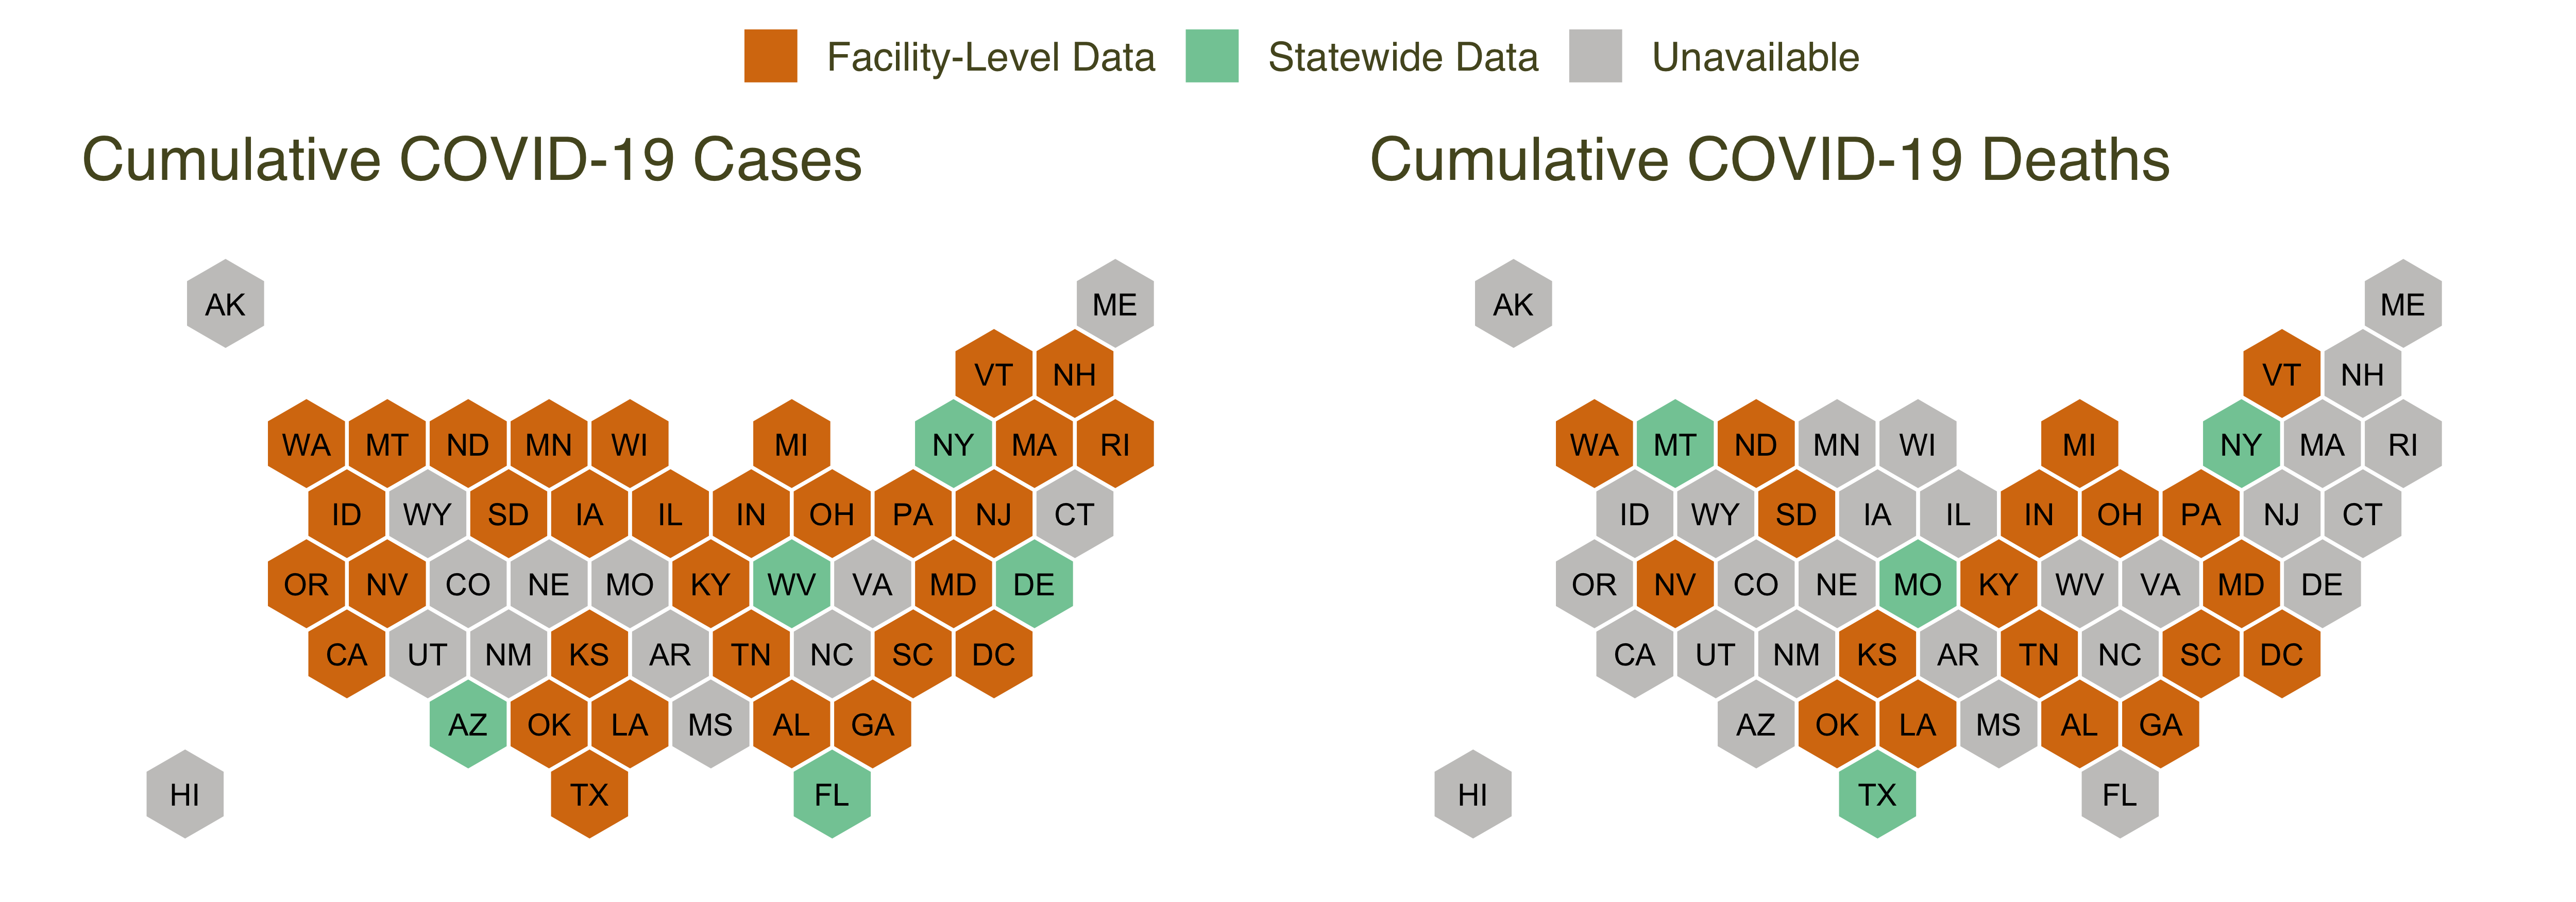 Facility-Level Data Statewide Data Unavailable
Cumulative COVID-19 Cases
AK
ME
VT NH
WA MT ND MN WI MI NY MA RI
ID WY SD IA IL IN OH PA NJ CT
OR NV CO NE MO KY WV VA MD DE
CA UT NM KS AR TN NC SC DC
AZ OK LA MS AL GA
HI TX FL
Cumulative COVID-19 Deaths
AK
ME
VT NH
WA MT ND MN WI MI NY MA RI
ID WY SD IA IL IN OH PA NJ CT
OR NV CO NE MO KY WV VA MD DE
CA UT NM KS AR TN NC SC DC
AZ OK LA MS AL GA
HI TX FL